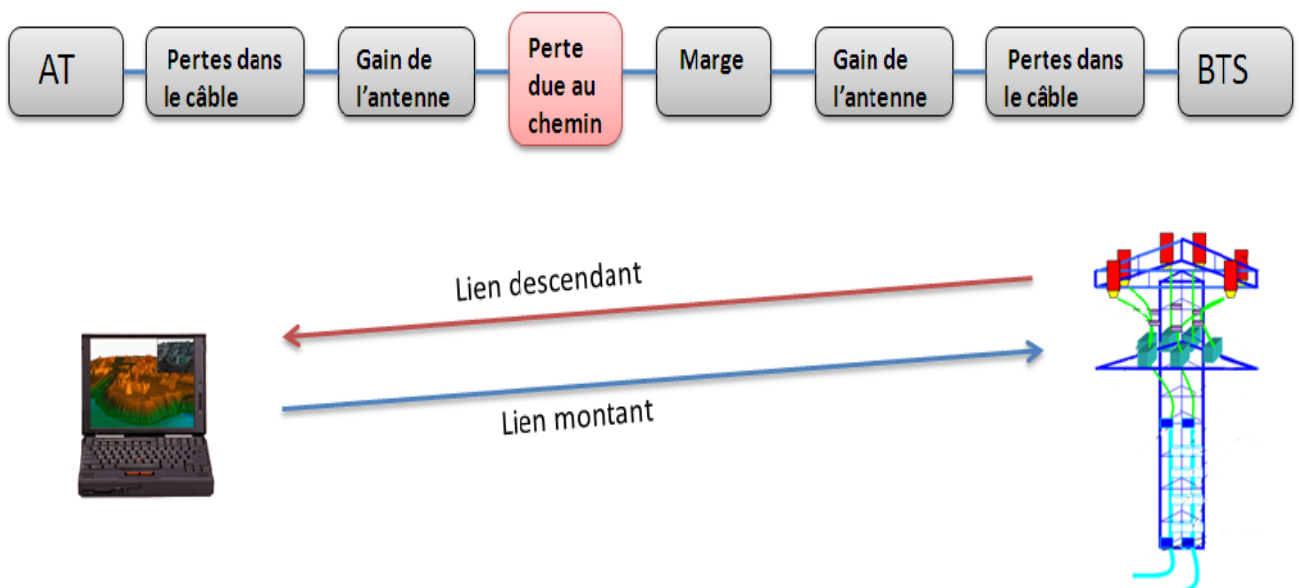 AT
Pertes dans
le câble
Gain de
l'antenne
Perte
due au
chemin
Marge
Gain de
l'antenne
Pertes dans
le câble
BTS
Lien descendant
Lien montant